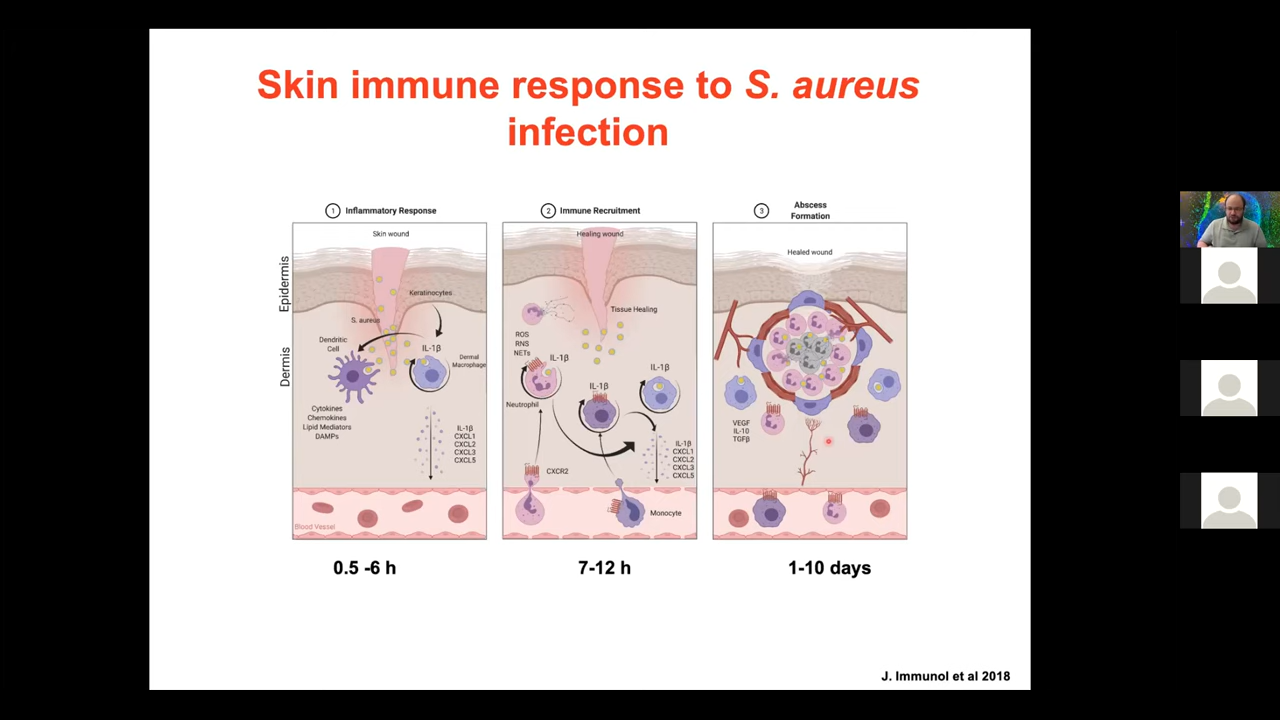 Skin immune response to S. aureus
infection
1 Inflammatory Response
Skin wound
Epidermis
Keratinocytes
S. aureus
Dermis
Dendritic
Cell
IL-1β
Dermal
Macrophage
Cytokines
Chemokines
Lipid Mediators
DAMPs
IL-1β
CXCL1
CXCL2
CXCL3
CXCL5
Blood Vessel
0.5 -6 h
2 Immune Recruitment
Healing wound
Tissue Healing
ROS
RNS
NETs
IL-1β
IL-1β
IL-1β
Neutrophil
IL-1β
CXCL1
CXCL2
CXCL3
CXCL5
CXCR2
Monocyte
7-12 h
3 Abscess
Formation
Healed wound
VEGF
IL-10
TGFβ
1-10 days
J. Immunol et al 2018